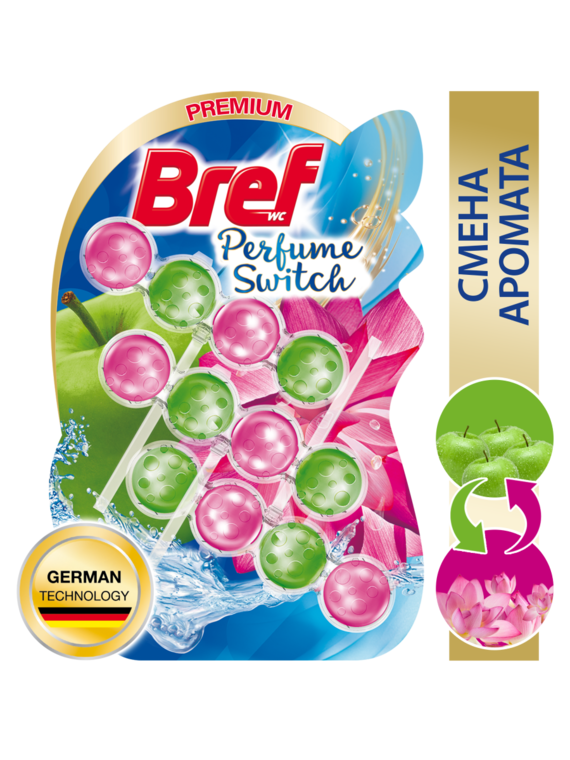 PREMIUM
Bref
WC
Perfume
Switch
СМЕНА
АРОМАТА
GERMAN
TECHNOLOGY